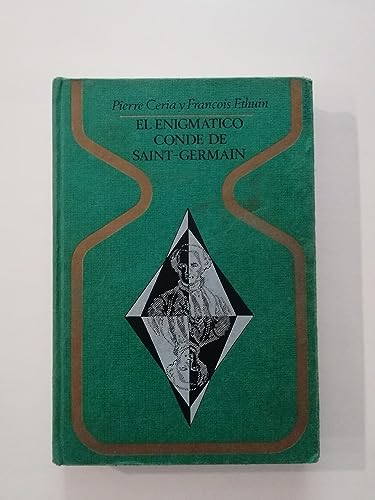 Pierre Ceria y François Ethuin
EL ENIGMATICO
CONDE DE
SAINT-GERMAIN